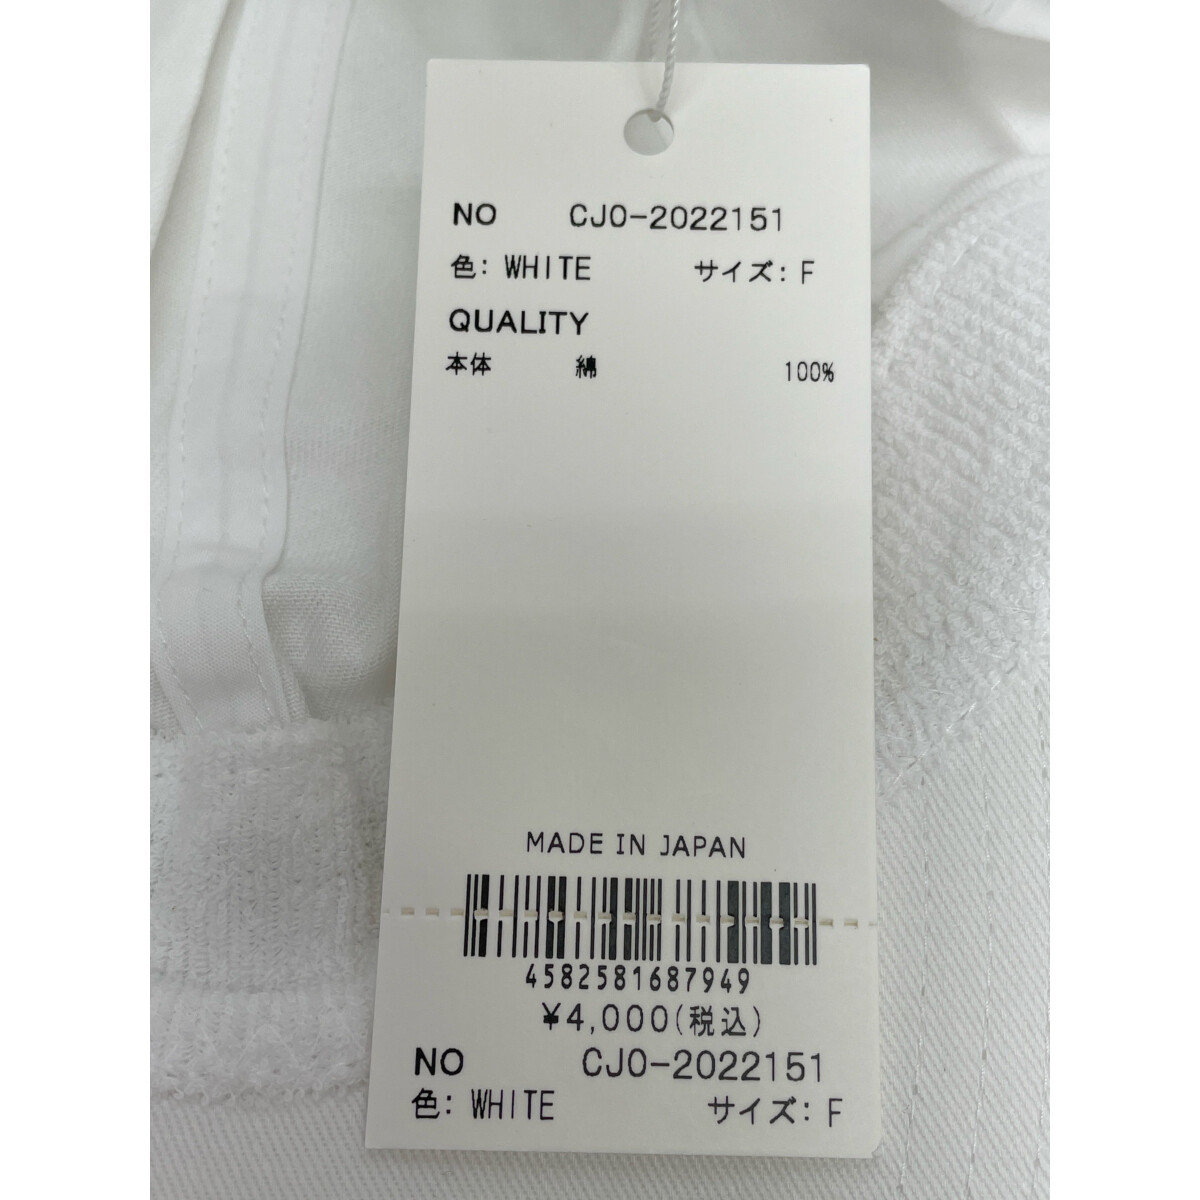 NO CJO-2022151
色: WHITE サイズ: F
QUALITY
本体 綿 100%
MADE IN JAPAN
4582581687949
¥4,000(税込)
NO CJO-2022151
色: WHITE サイズ: F